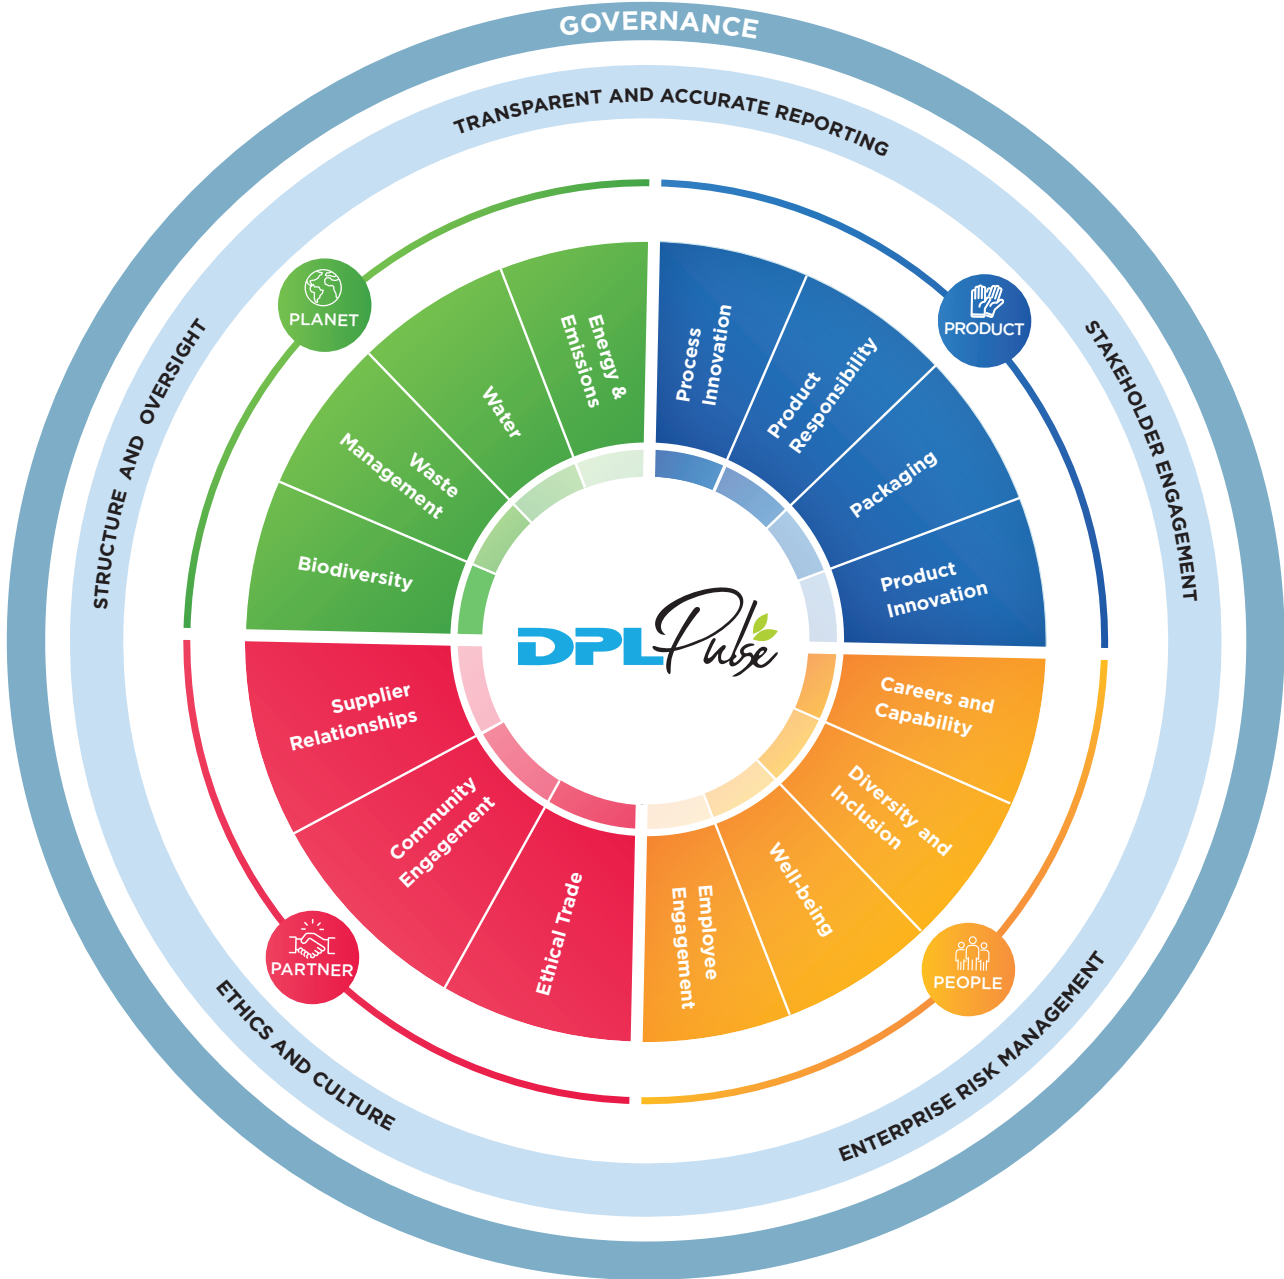 GOVERNANCE
TRANSPARENT AND ACCURATE REPORTING
STAKEHOLDER ENGAGEMENT
ENTERPRISE RISK MANAGEMENT
ETHICS AND CULTURE
STRUCTURE AND OVERSIGHT
PLANET
Energy &
Emissions
Water
Waste
Management
Biodiversity
PRODUCT
Process
Innovation
Product
Responsibility
Packaging
Product
Innovation
PEOPLE
Careers and
Capability
Diversity and
Inclusion
Well-being
Employee
Engagement
PARTNER
Ethical Trade
Community
Engagement
Supplier
Relationships
DPL Pulse